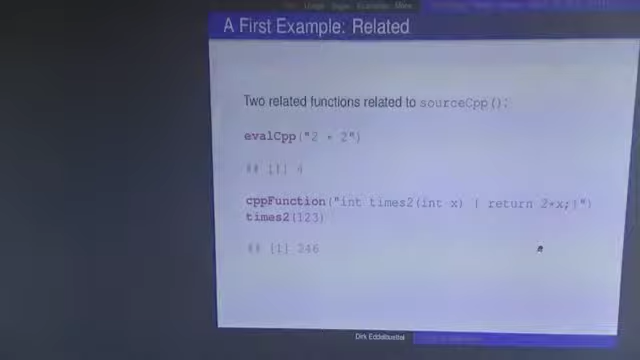 A First Example: Related
Two related functions related to sourceCpp():
evalCpp("2 + 2")
## [1] 4
cppFunction("int times2(int x) { return 2*x;}")
times2(123)
## [1] 246
Dirk Eddelbuettel